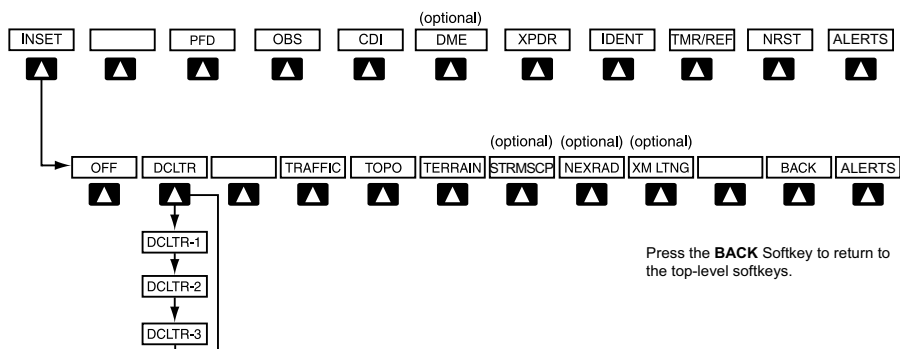 (optional)
INSET PFD OBS CDI DME XPDR IDENT TMR/REF NRST ALERTS
(optional) (optional) (optional)
OFF DCLTR TRAFFIC TOPO TERRAIN STRMSCP NEXRAD XM LTNG BACK ALERTS
DCLTR-1
Press the BACK Softkey to return to
the top-level softkeys.
DCLTR-2
DCLTR-3